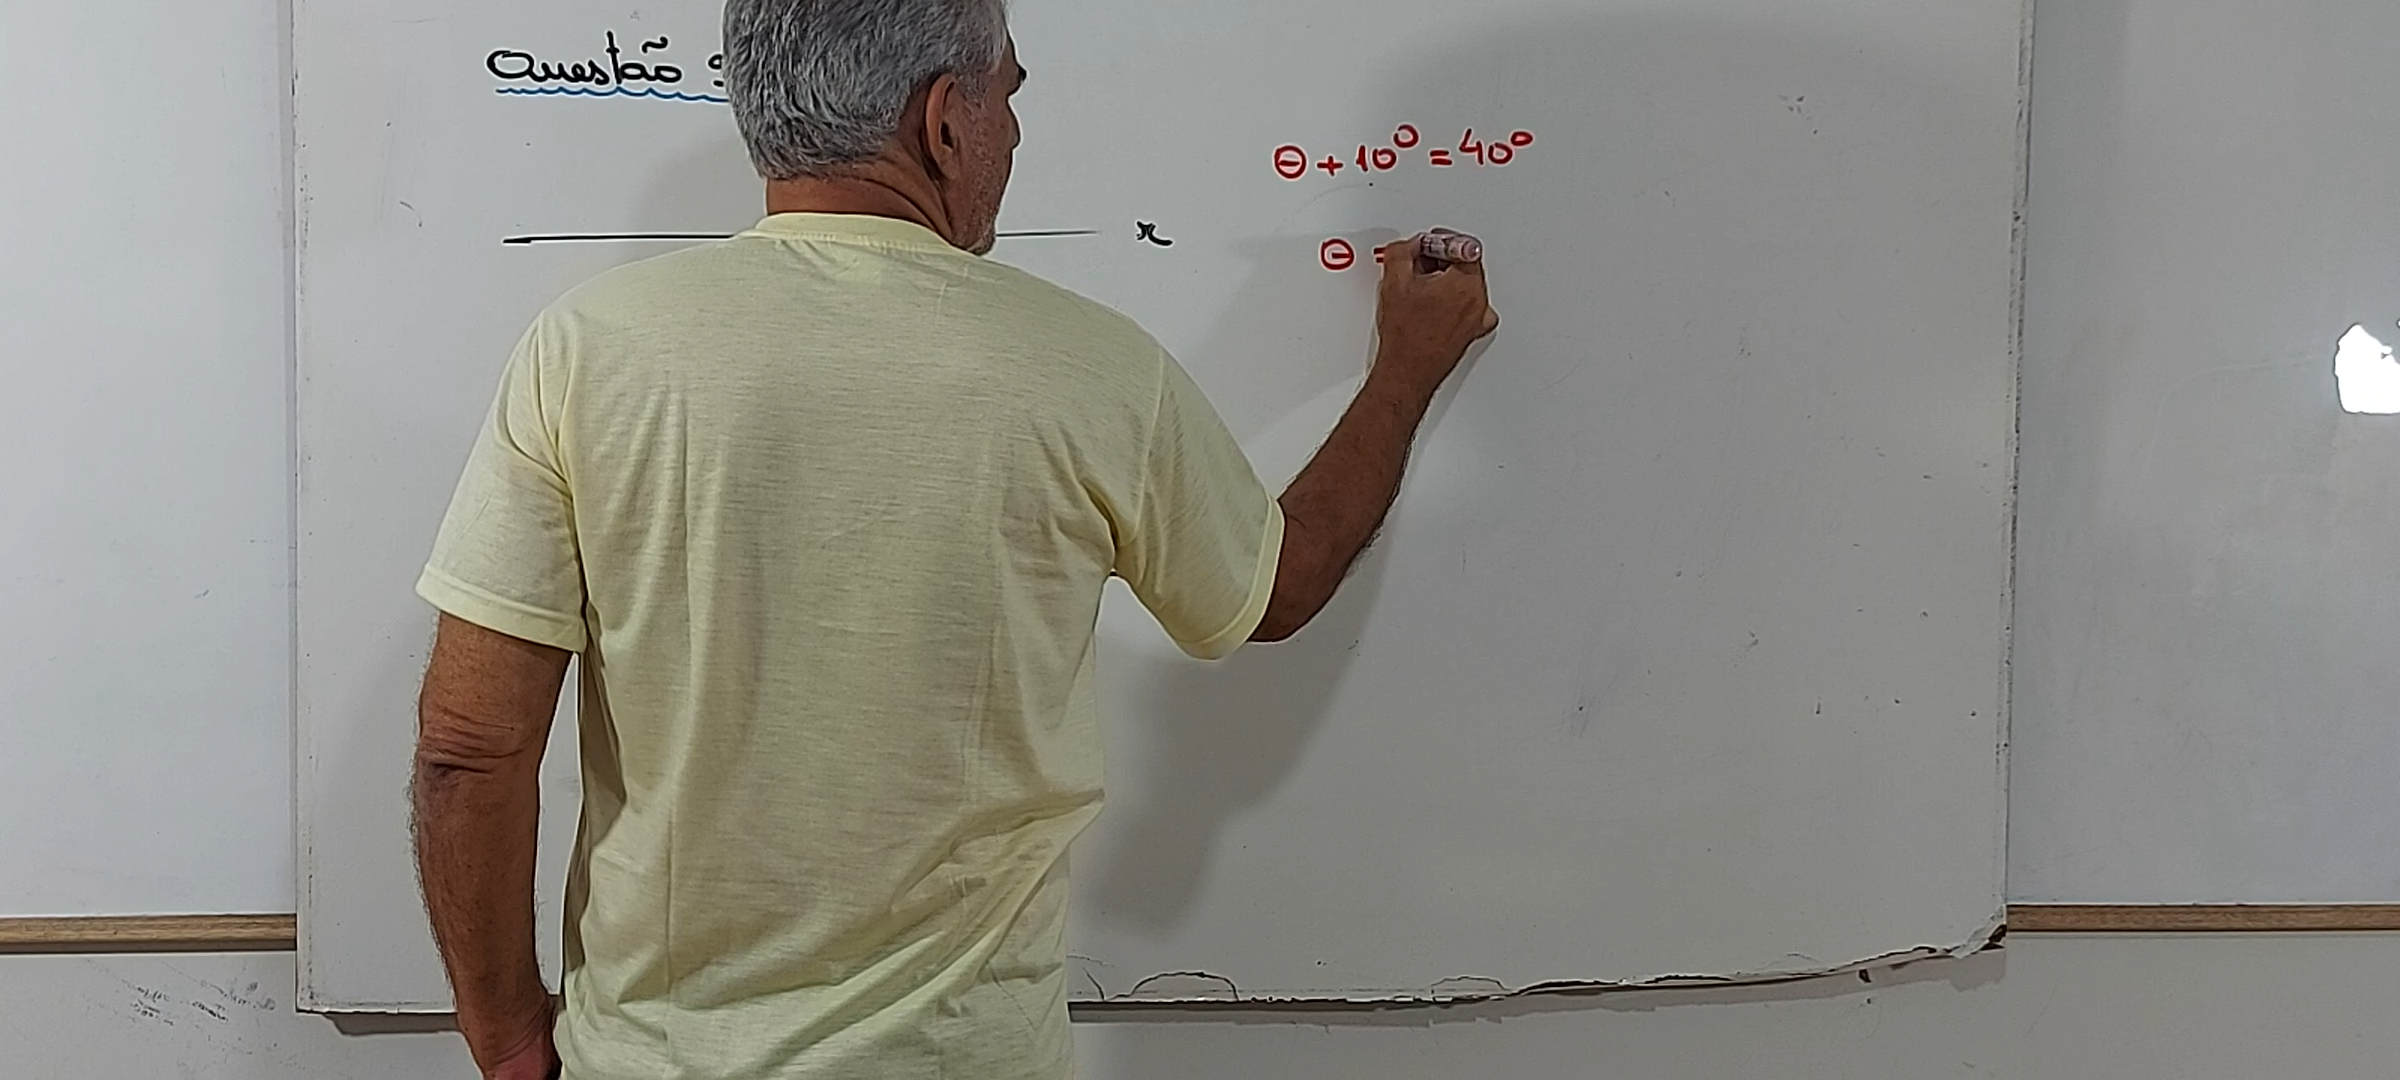 Questão
θ + 10° = 40°
x
θ =